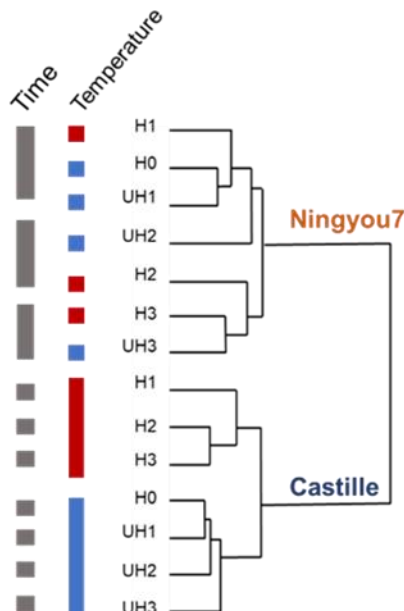 Time
Temperature
H1
H0
UH1
UH2
Ningyou7
H2
H3
UH3
H1
H2
H3
Castille
H0
UH1
UH2
UH3